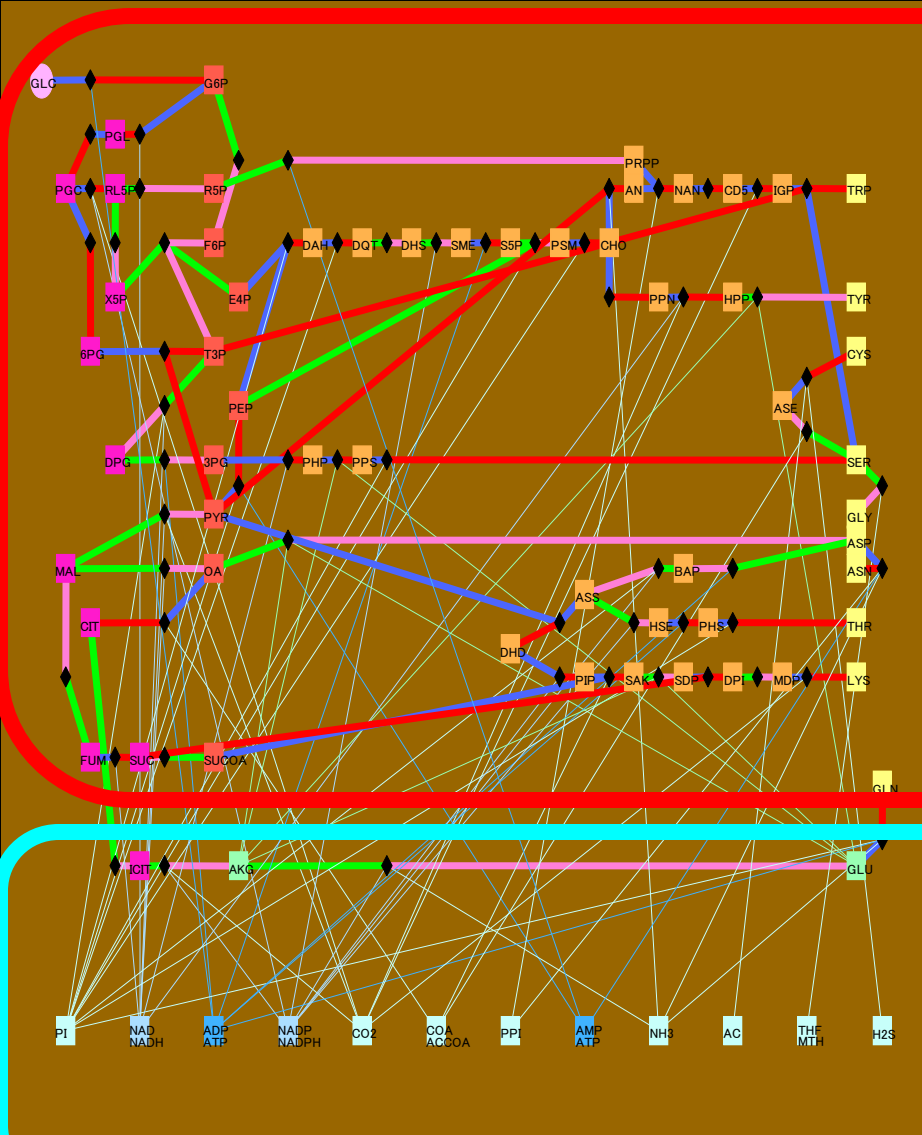 GLC
G6P
PGL
PRPP
PGC
RL5P
R5P
AN
NAN
CD5
IGP
TRP
F6P
DAH
DQT
DHS
SME
S5P
PSM
CHO
X5P
E4P
PPN
HPP
TYR
6PG
T3P
CYS
PEP
ASE
DPG
3PG
PHP
PPS
SER
PYR
GLY
ASP
MAL
OA
BAP
ASN
ASS
CIT
HSE
PHS
THR
DHD
PIP
SAK
SDP
DPI
MDP
LYS
FUM
SUC
SUCOA
GLN
ICIT
AKG
GLU
PI
NAD
NADH
ADP
ATP
NADP
NADPH
CO2
COA
ACCOA
PPI
AMP
ATP
NH3
AC
THF
MTH
H2S